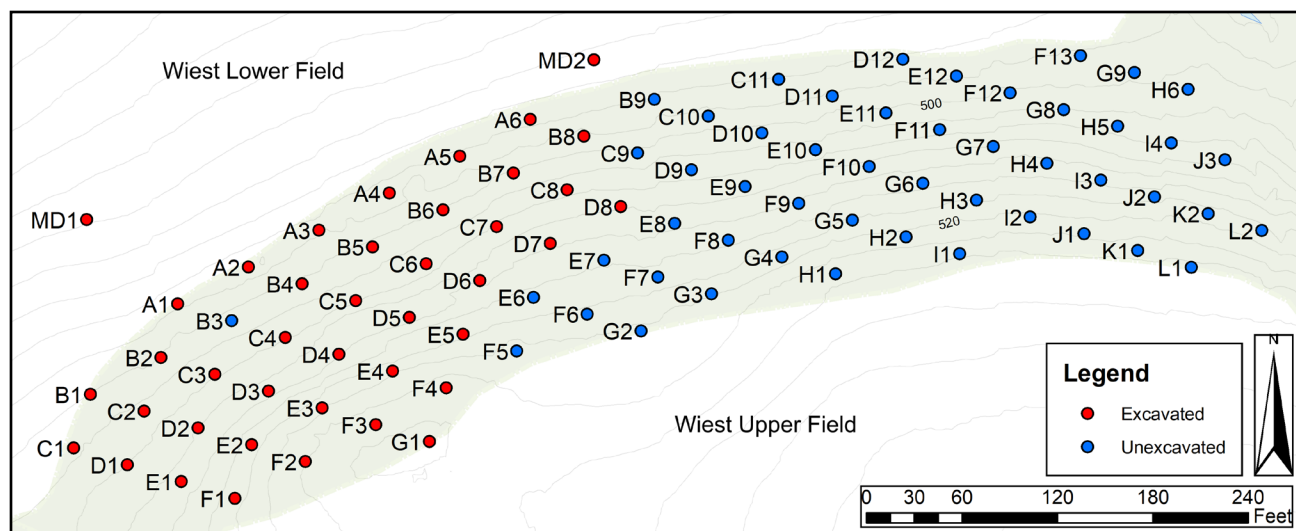 Wiest Lower Field
MD2
D12
F13
C11
E12
G9
B9
D11
F12
H6
500
A6
C10
E11
G8
B8
D10
F11
H5
A5
C9
E10
G7
I4
B7
D9
F10
H4
J3
A4
C8
E9
G6
I3
B6
D8
F9
H3
J2
MD1
C7
E8
G5
I2
K2
520
A3
D7
F8
H2
J1
L2
B5
C6
E7
G4
I1
K1
A2
D6
F7
H1
L1
B4
C5
E6
G3
A1
D5
F6
B3
C4
E5
G2
D4
F5
B2
C3
E4
D3
F4
B1
C2
E3
D2
F3
G1
Wiest Upper Field
C1
E2
D1
F2
E1
F1
Legend
Excavated
Unexcavated
N
0 30 60 120 180 240
Feet